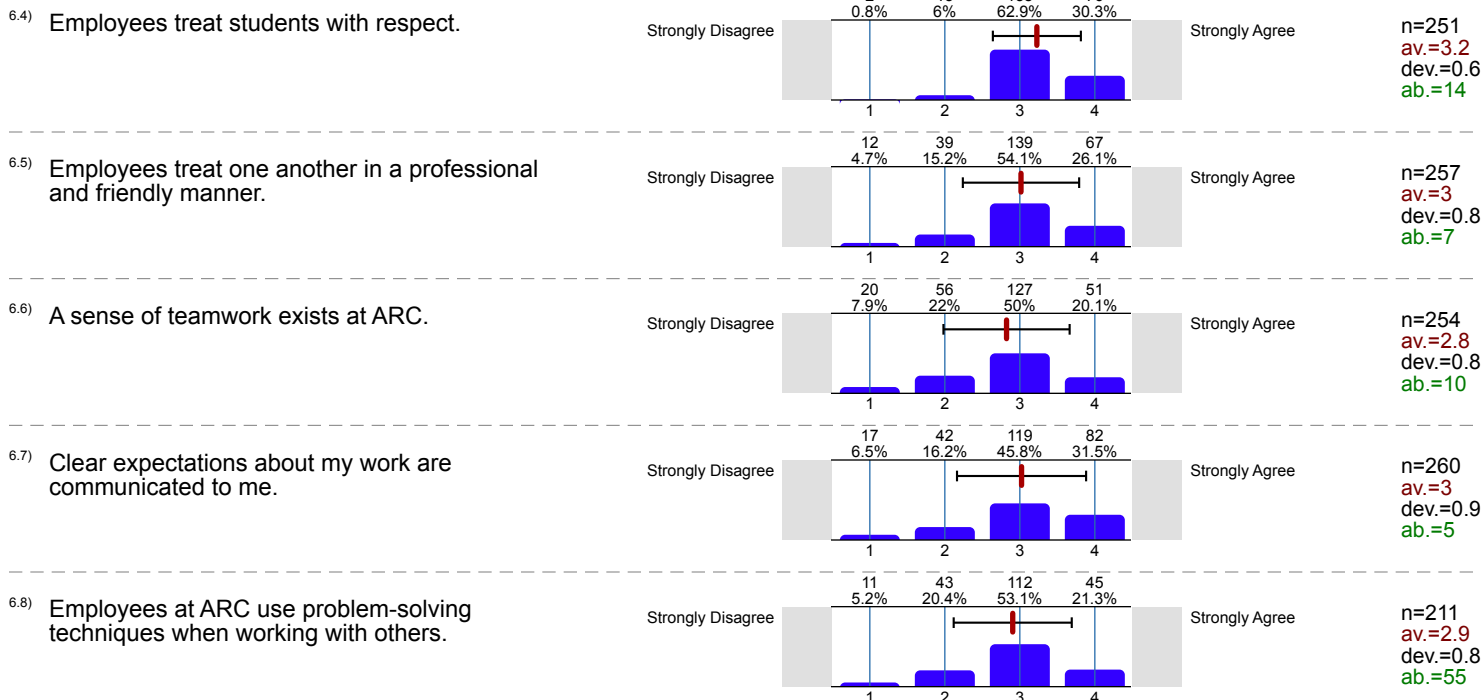 6.4) Employees treat students with respect.
0.8% 6% 62.9% 30.3%
Strongly Disagree Strongly Agree
n=251
av.=3.2
dev.=0.6
ab.=14
1 2 3 4
6.5) Employees treat one another in a professional
and friendly manner.
12 39 139 67
4.7% 15.2% 54.1% 26.1%
Strongly Disagree Strongly Agree
n=257
av.=3
dev.=0.8
ab.=7
1 2 3 4
6.6) A sense of teamwork exists at ARC.
20 56 127 51
7.9% 22% 50% 20.1%
Strongly Disagree Strongly Agree
n=254
av.=2.8
dev.=0.8
ab.=10
1 2 3 4
6.7) Clear expectations about my work are
communicated to me.
17 42 119 82
6.5% 16.2% 45.8% 31.5%
Strongly Disagree Strongly Agree
n=260
av.=3
dev.=0.9
ab.=5
1 2 3 4
6.8) Employees at ARC use problem-solving
techniques when working with others.
11 43 112 45
5.2% 20.4% 53.1% 21.3%
Strongly Disagree Strongly Agree
n=211
av.=2.9
dev.=0.8
ab.=55
1 2 3 4